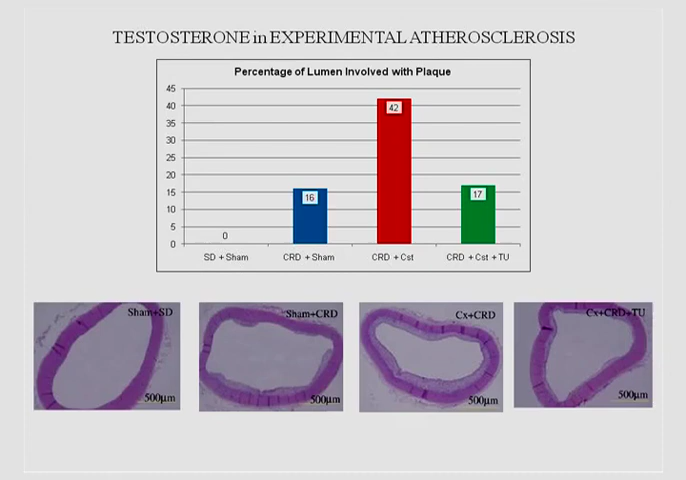 TESTOSTERONE in EXPERIMENTAL ATHEROSCLEROSIS
Percentage of Lumen Involved with Plaque
45
40
35
30
25
20
15
10
5
0
0
16
42
17
SD + Sham
CRD + Sham
CRD + Cst
CRD + Cst + TU
Sham+SD
500μm
Sham+CRD
500μm
Cx+CRD
500μm
Cx+CRD+TU
500μm